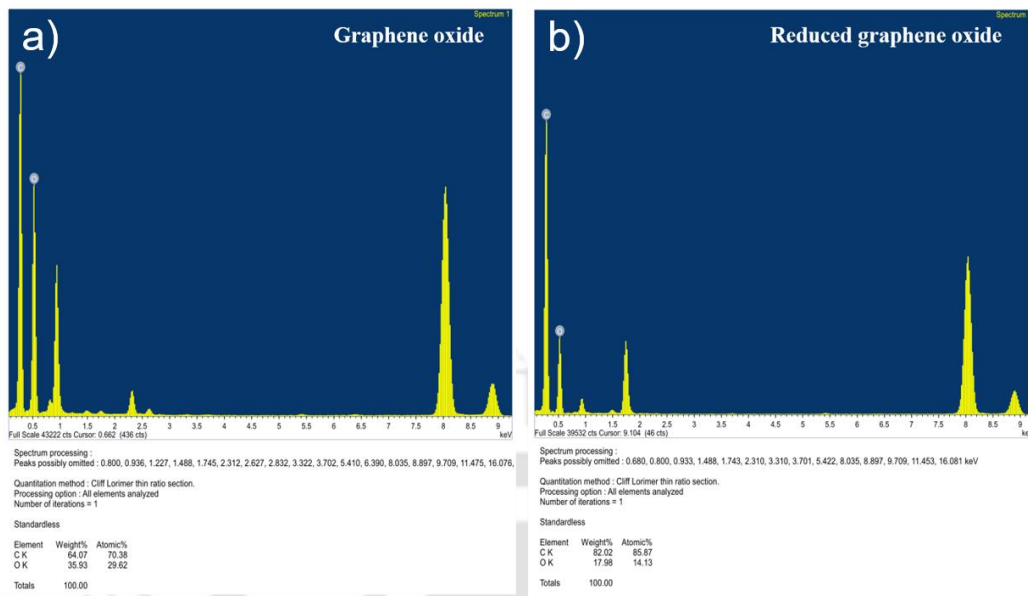 a)
Graphene oxide
Spectrum 1
C
O
0.5 1 1.5 2 2.5 3 3.5 4 4.5 5 5.5 6 6.5 7 7.5 8 8.5 9
Full Scale 43222 cts Cursor: 0.662 (436 cts)
keV
Spectrum processing :
Peaks possibly omitted : 0.800, 0.936, 1.227, 1.488, 1.745, 2.312, 2.627, 2.832, 3.322, 3.702, 5.410, 6.390, 8.035, 8.897, 9.709, 11.475, 16.076,
Quantitation method : Cliff Lorimer thin ratio section.
Processing option : All elements analyzed
Number of iterations = 1
Standardless
Element Weight% Atomic%
C K 64.07 70.38
O K 35.93 29.62
Totals 100.00
b)
Reduced graphene oxide
Spectrum 1
C
O
0.5 1 1.5 2 2.5 3 3.5 4 4.5 5 5.5 6 6.5 7 7.5 8 8.5 9
Full Scale 39532 cts Cursor: 9.104 (46 cts)
ke
Spectrum processing :
Peaks possibly omitted : 0.680, 0.800, 0.933, 1.488, 1.743, 2.310, 3.310, 3.701, 5.422, 8.035, 8.897, 9.709, 11.453, 16.081 keV
Quantitation method : Cliff Lorimer thin ratio section.
Processing option : All elements analyzed
Number of iterations = 1
Standardless
Element Weight% Atomic%
C K 82.02 85.87
O K 17.98 14.13
Totals 100.00